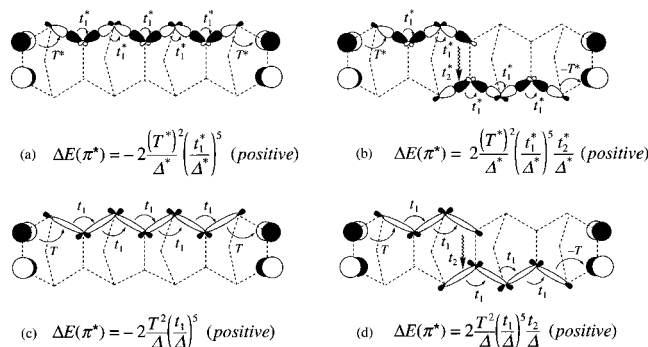 t₁* t₁* t₁*
T* t₁* t₁* T*
t₁*
T* t₁*
t₂* t₁* −T*
t₁* t₁*
(a) ΔE(π*) = −2 (T*)²/Δ* (t₁*/Δ*)⁵ (positive)
(b) ΔE(π*) = 2 (T*)²/Δ* (t₁*/Δ*)⁵ t₂*/Δ* (positive)
t₁ t₁ t₁
T t₁ t₁ T
t₁
T t₁
t₂ −T
t₁ t₁ t₁
(c) ΔE(π*) = −2 T²/Δ (t₁/Δ)⁵ (positive)
(d) ΔE(π*) = 2 T²/Δ (t₁/Δ)⁵ t₂/Δ (positive)